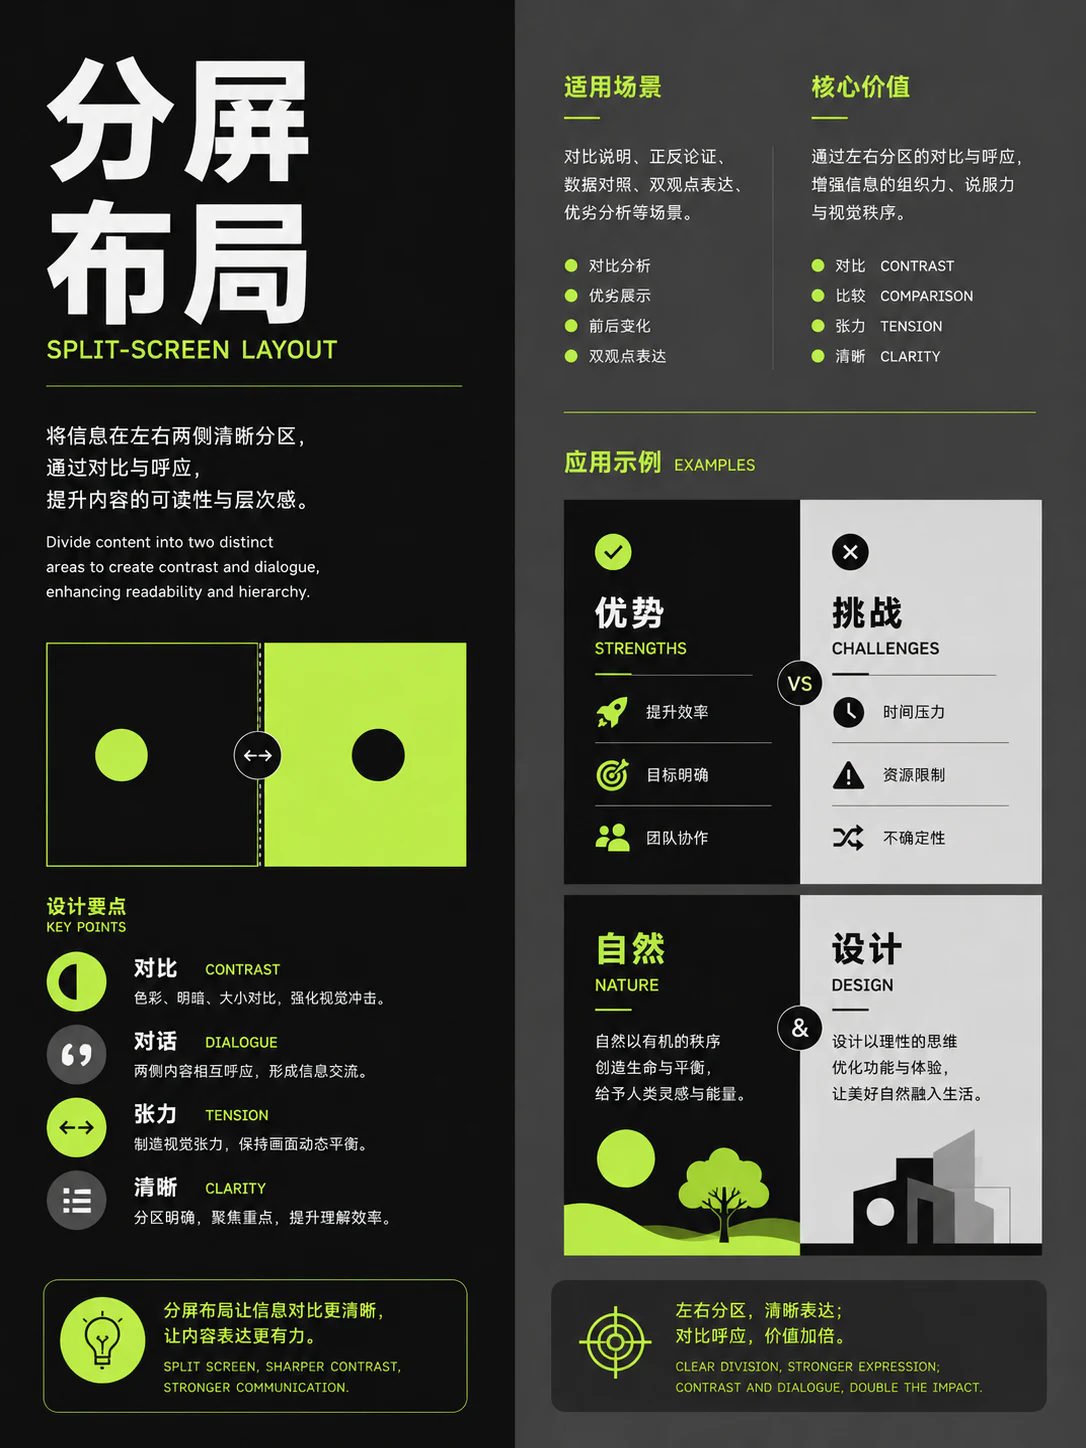 分屏
布局
SPLIT-SCREEN LAYOUT
将信息在左右两侧清晰分区，
通过对比与呼应，
提升内容的可读性与层次感。
Divide content into two distinct
areas to create contrast and dialogue,
enhancing readability and hierarchy.
设计要点
KEY POINTS
对比 CONTRAST
色彩、明暗、大小对比，强化视觉冲击。
对话 DIALOGUE
两侧内容相互呼应，形成信息交流。
张力 TENSION
制造视觉张力，保持画面动态平衡。
清晰 CLARITY
分区明确，聚焦重点，提升理解效率。
分屏布局让信息对比更清晰，
让内容表达更有力。
SPLIT SCREEN, SHARPER CONTRAST,
STRONGER COMMUNICATION.
适用场景
对比说明、正反论证、
数据对照、双观点表达、
优劣分析等场景。
对比分析
优劣展示
前后变化
双观点表达
核心价值
通过左右分区的对比与呼应，
增强信息的组织力、说服力
与视觉秩序。
对比 CONTRAST
比较 COMPARISON
张力 TENSION
清晰 CLARITY
应用示例 EXAMPLES
优势
STRENGTHS
提升效率
目标明确
团队协作
VS
挑战
CHALLENGES
时间压力
资源限制
不确定性
自然
NATURE
自然以有机的秩序
创造生命与平衡，
给予人类灵感与能量。
&
设计
DESIGN
设计以理性的思维
优化功能与体验，
让美好自然融入生活。
左右分区，清晰表达；
对比呼应，价值加倍。
CLEAR DIVISION, STRONGER EXPRESSION;
CONTRAST AND DIALOGUE, DOUBLE THE IMPACT.